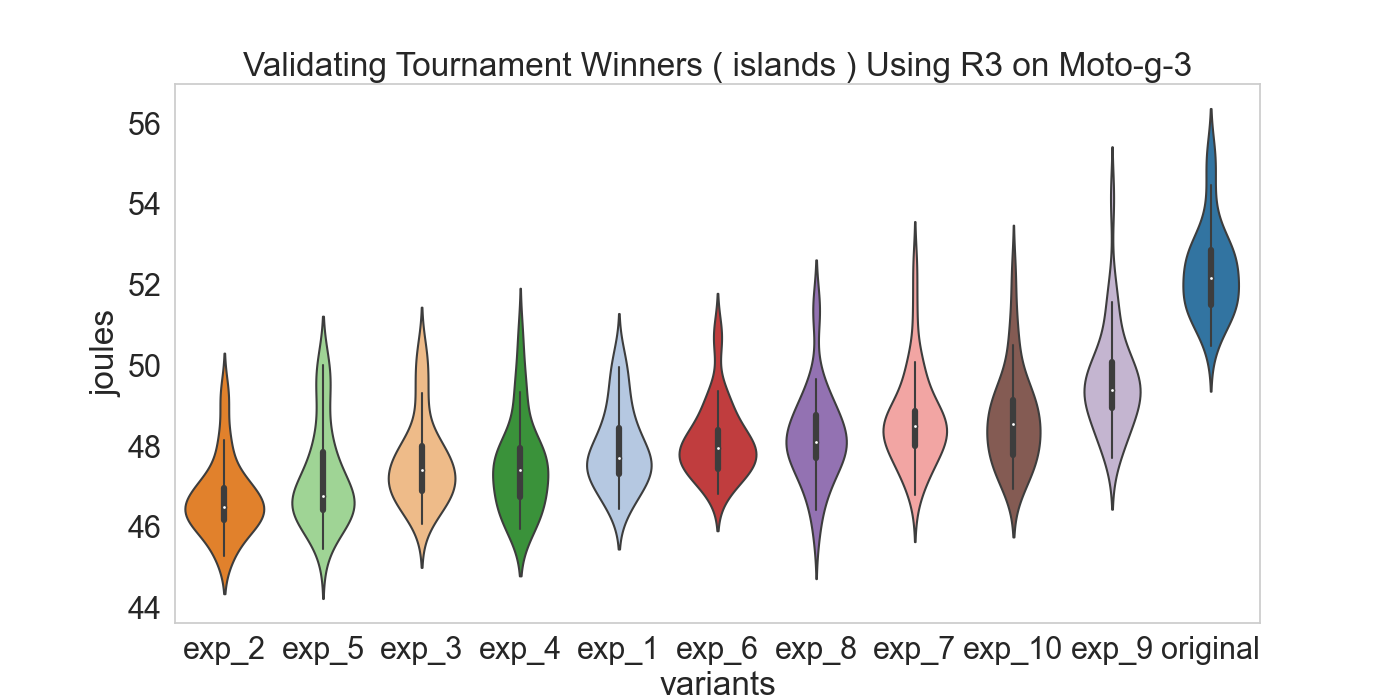 Validating Tournament Winners ( islands ) Using R3 on Moto-g-3
56
54
52
50
48
46
44
joules
exp_2 exp_5 exp_3 exp_4 exp_1 exp_6 exp_8 exp_7 exp_10 exp_9 original
variants